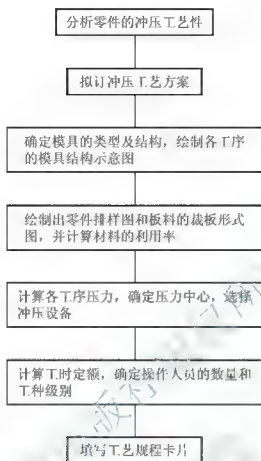 分析零件的冲压工艺性
拟订冲压工艺方案
确定模具的类型及结构，绘制各工序
的模具结构示意图
绘制出零件排样图和板料的裁板形式
图，并计算材料的利用率
计算各工序压力，确定压力中心，选择
冲压设备
计算工时定额，确定操作人员的数量和
工种级别
填写工艺规程卡片